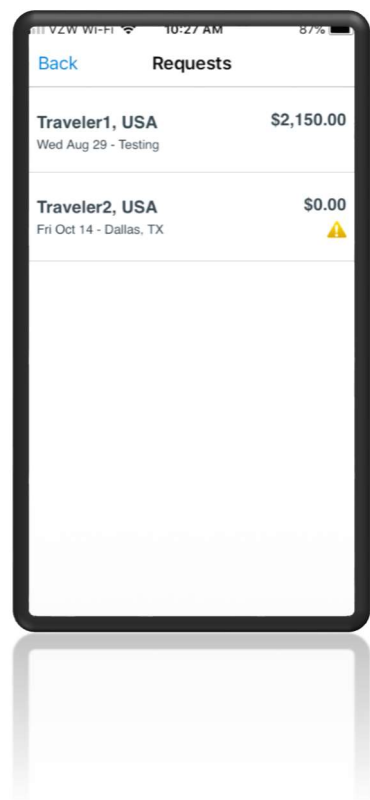 VZW Wi-Fi 10:27 AM 87%
Back Requests
Traveler1, USA $2,150.00
Wed Aug 29 - Testing
Traveler2, USA $0.00
Fri Oct 14 - Dallas, TX